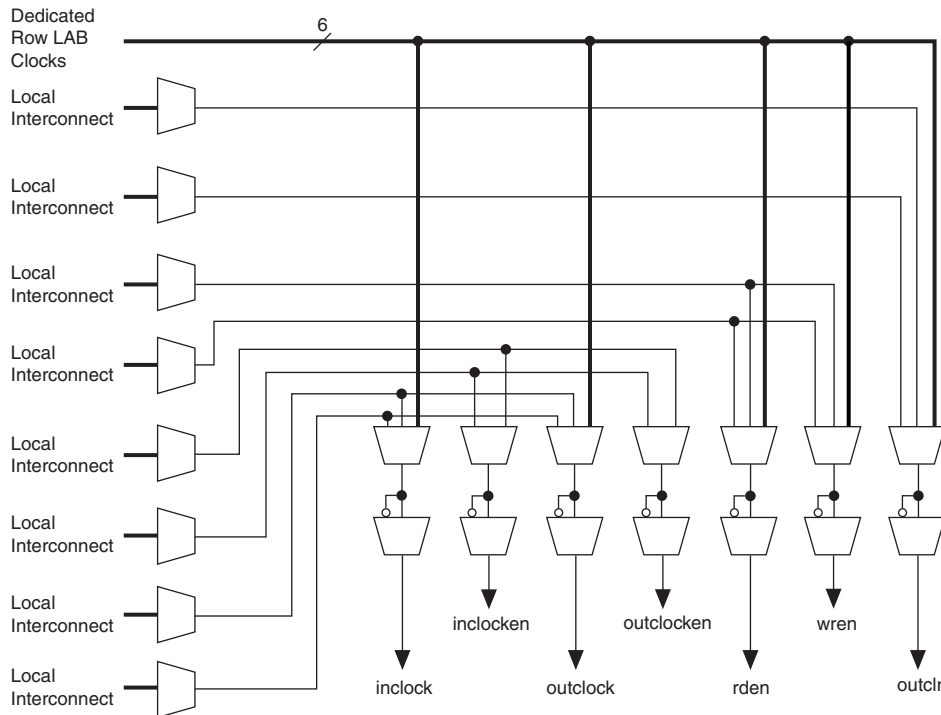 Dedicated
Row LAB
Clocks
6
Local
Interconnect
Local
Interconnect
Local
Interconnect
Local
Interconnect
Local
Interconnect
Local
Interconnect
Local
Interconnect
Local
Interconnect
inclocken
outclocken
wren
inclock
outclock
rden
outclr